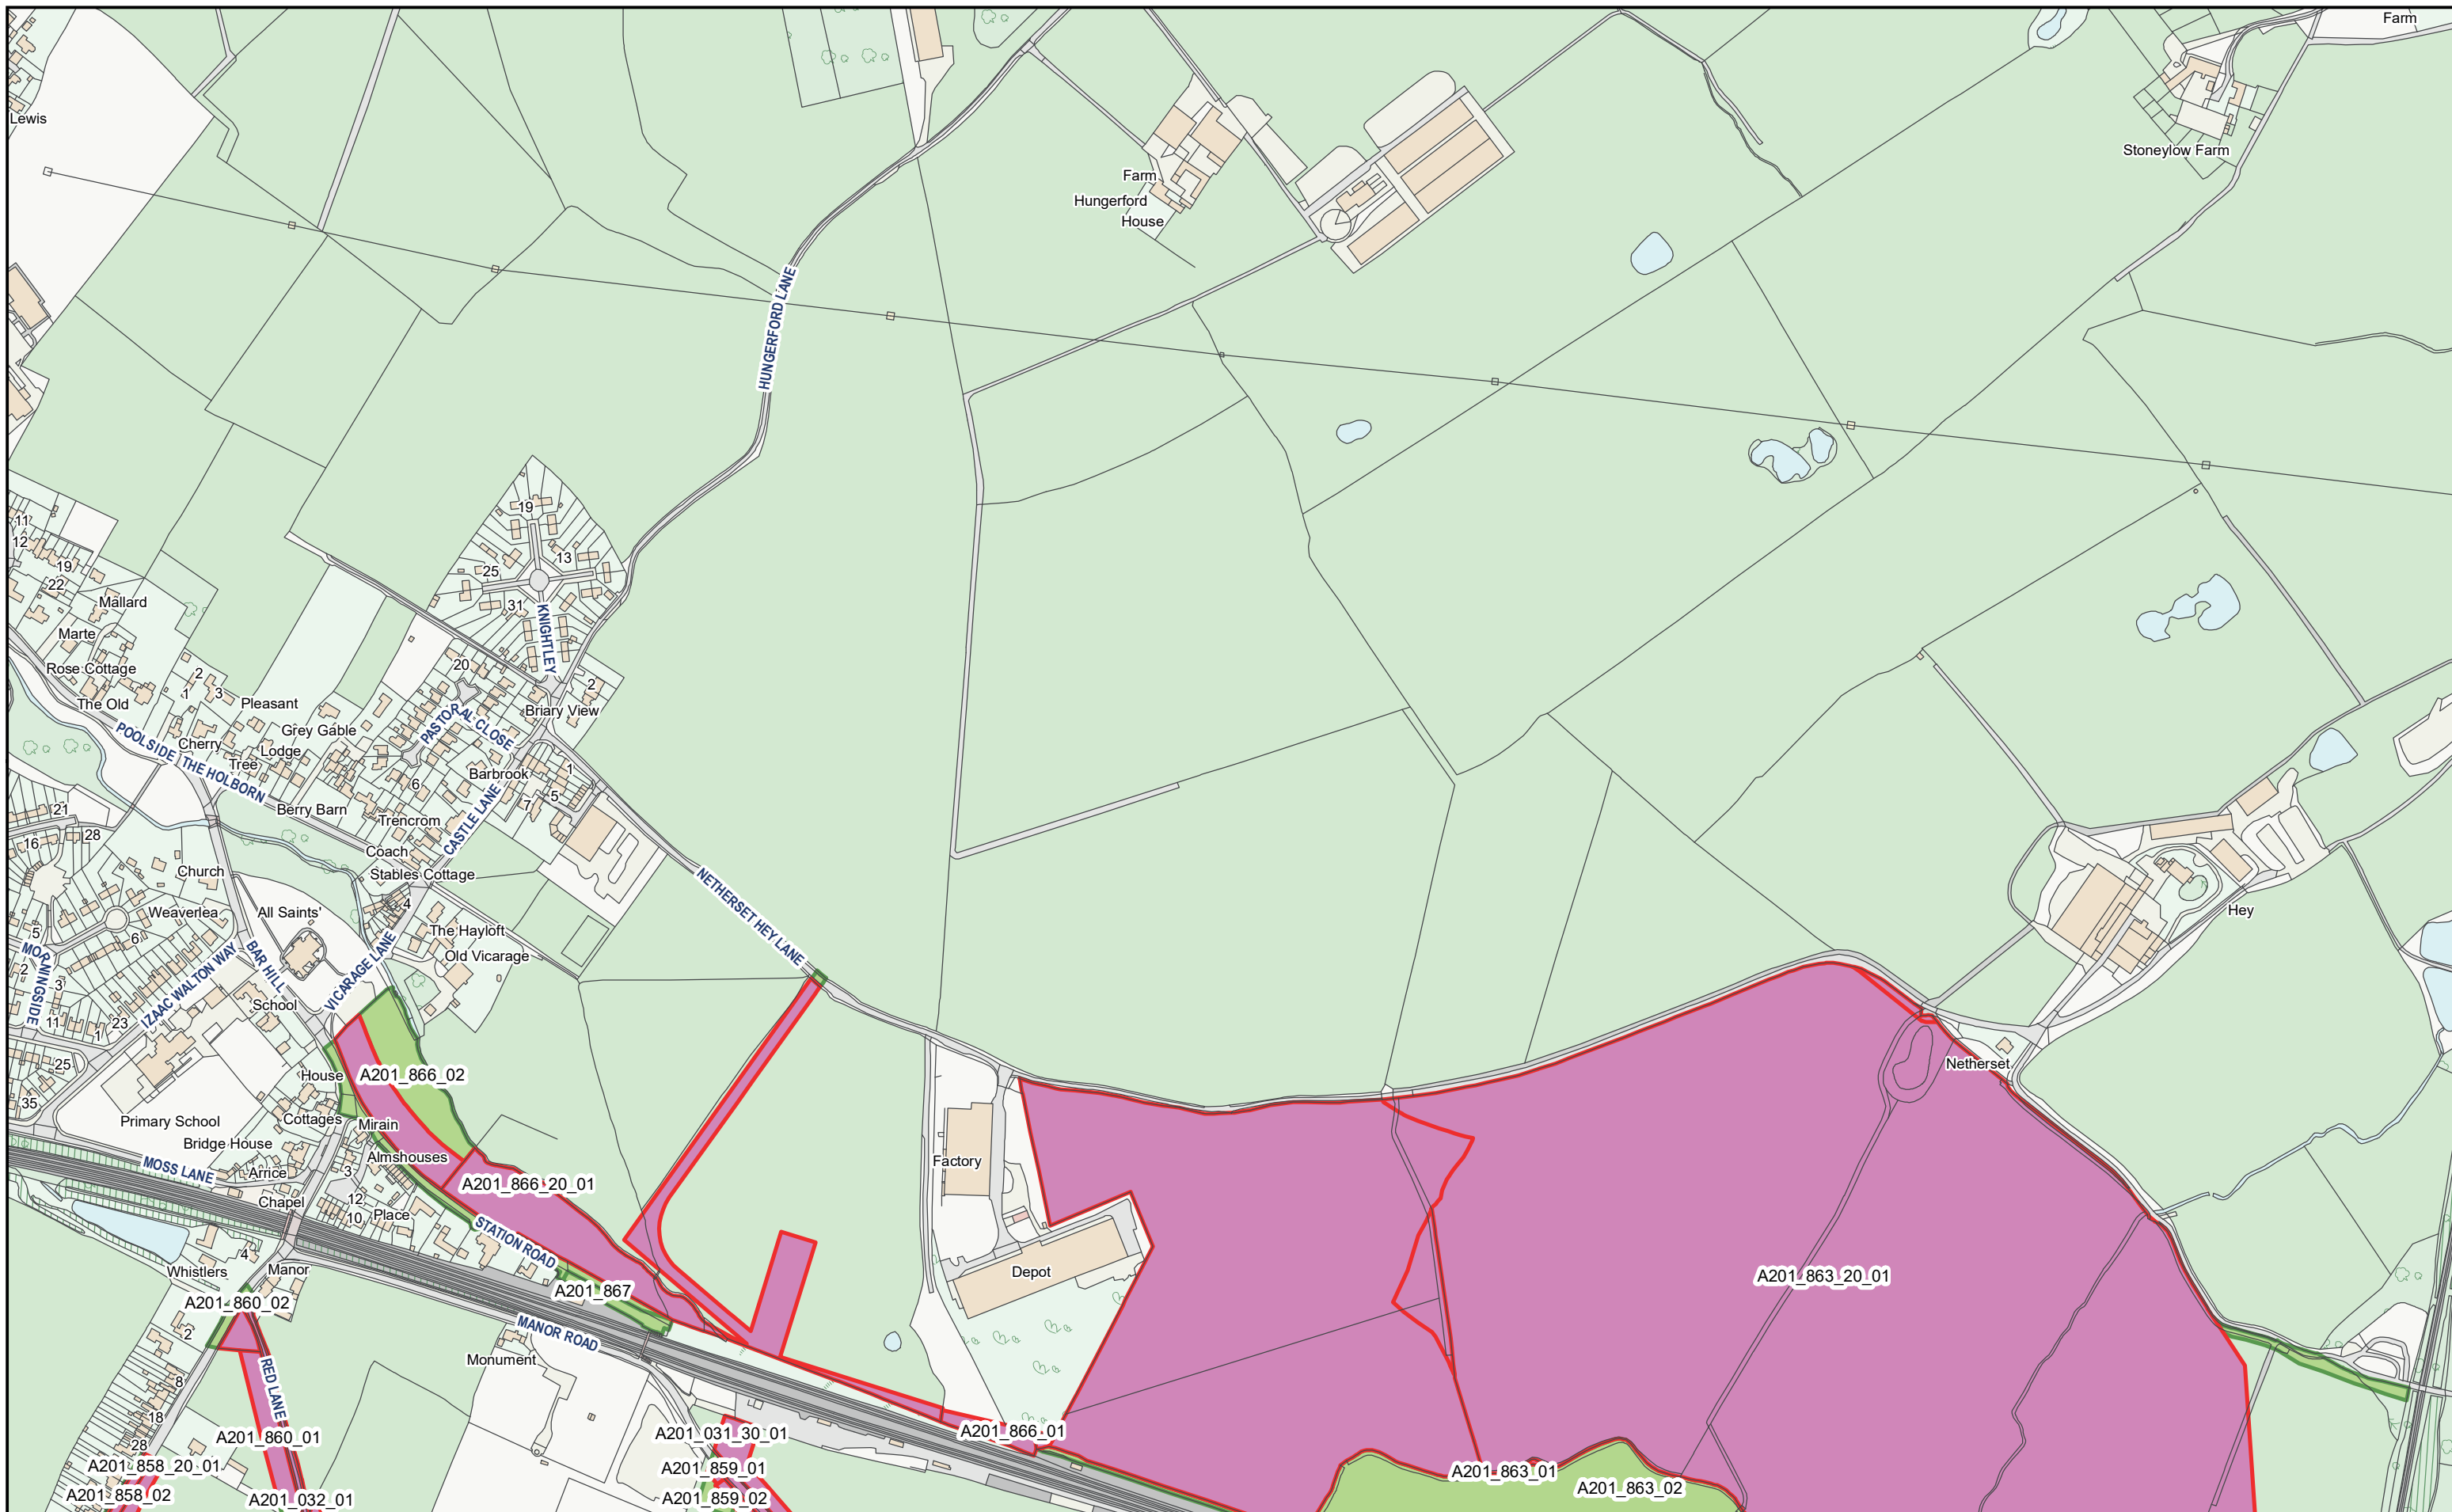 Farm
Lewis
Stoneylow Farm
Farm
Hungerford
House
HUNGERFORD LANE
19
13
25
31
KNIGHTLEY
11
12
19
22
Mallard
Marte
Rose Cottage
The Old
2
1
3
Pleasant
Grey Gable
Lodge
Cherry
Tree
POOLSIDE
THE HOLBORN
Berry Barn
20
2
Briary View
PASTORAL CLOSE
Barbrook
1
5
7
6
Trencrom
CASTLE LANE
Coach
Stables Cottage
4
21
28
16
Church
Weaverlea
All Saints'
5
6
MORNINGSIDE
2
3
11
1
23
25
35
IZAAC WALTON WAY
BAR HILL
VICARAGE LANE
School
The Hayloft
Old Vicarage
NETHERSET HEY LANE
Hey
Netherset
House
A201_866_02
Primary School
Cottages
Mirain
Bridge House
Almshouses
MOSS LANE
Arrice
3
Chapel
12
10
Place
A201_866_20_01
STATION ROAD
Factory
Depot
4
Whistlers
Manor
A201_860_02
A201_867
A201_863_20_01
2
MANOR ROAD
Monument
RED LANE
8
18
28
A201_860_01
A201_858_20_01
A201_858_02
A201_032_01
A201_031_30_01
A201_859_01
A201_859_02
A201_866_01
A201_863_01
A201_863_02